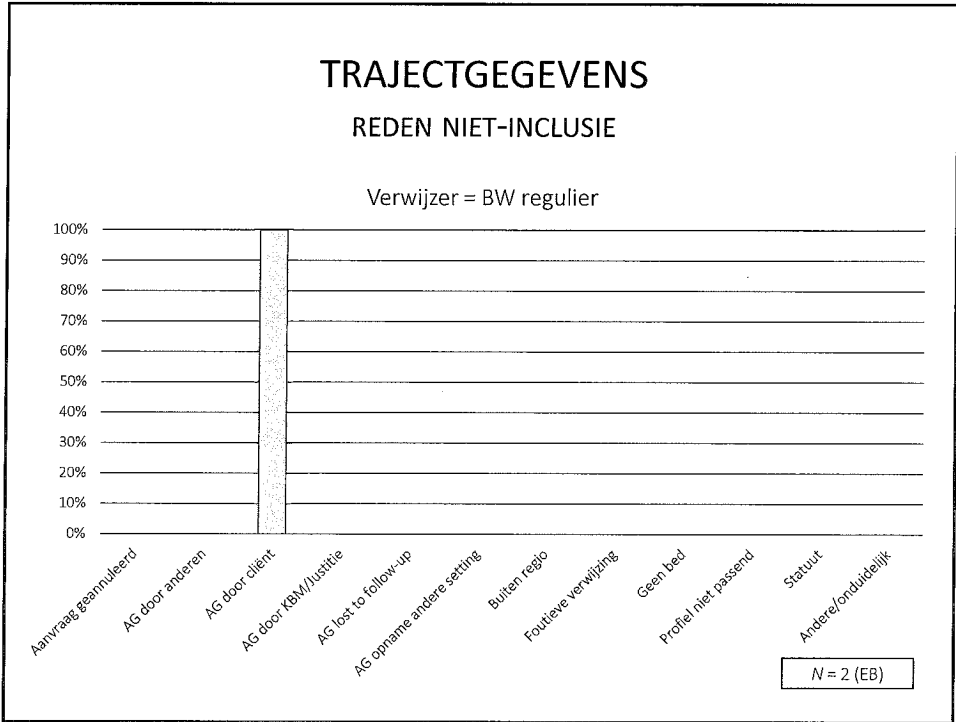 TRAJECTGEGEVENS
REDEN NIET-INCLUSIE
Verwijzer = BW regulier
100%
90%
80%
70%
60%
50%
40%
30%
20%
10%
0%
Aanvraag geannuleerd
AG door anderen
AG door cliënt
AG door KBM/Justitie
AG lost to follow-up
AG opname andere setting
Buiten regio
Foutieve verwijzing
Geen bed
Profiel niet passend
Statuut
Andere/onduidelijk
N = 2 (EB)